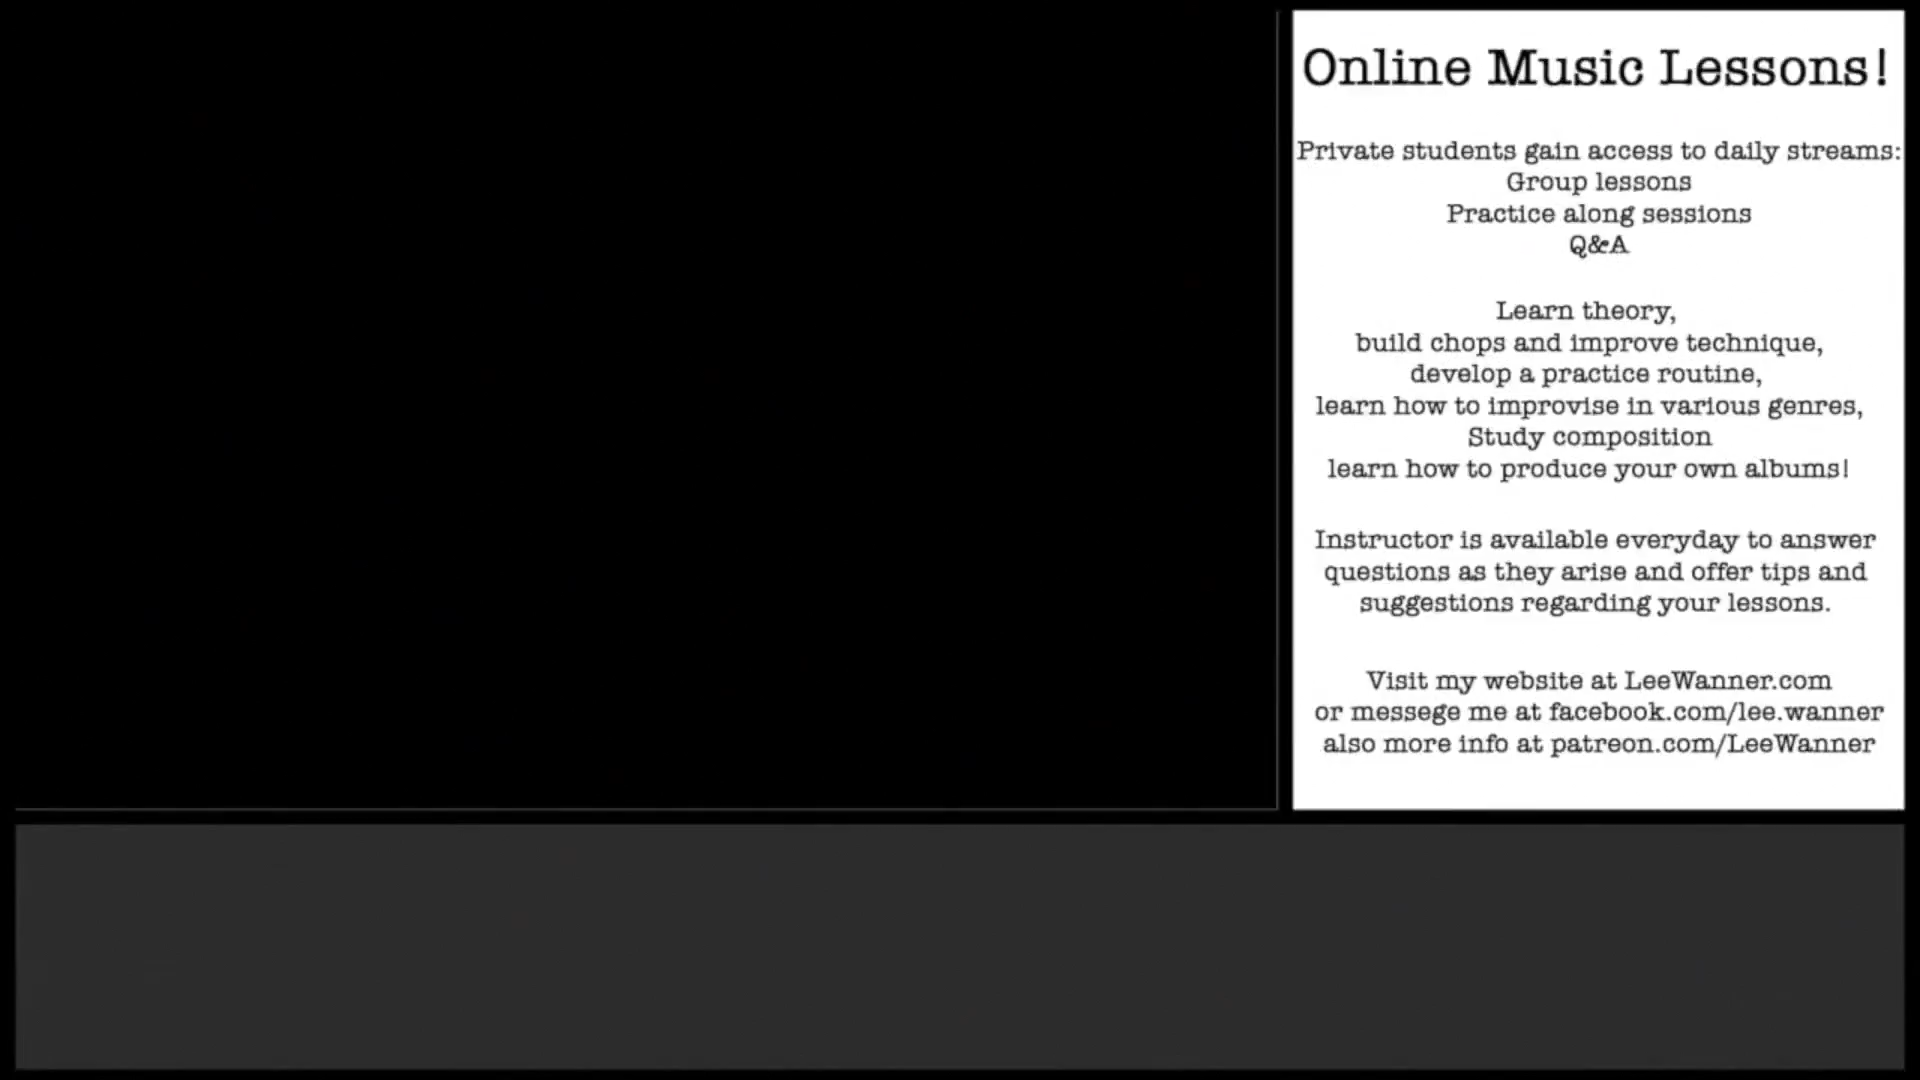 Online Music Lessons!
Private students gain access to daily streams:
Group lessons
Practice along sessions
Q&A
Learn theory,
build chops and improve technique,
develop a practice routine,
learn how to improvise in various genres,
Study composition
learn how to produce your own albums!
Instructor is available everyday to answer
questions as they arise and offer tips and
suggestions regarding your lessons.
Visit my website at LeeWanner.com
or messege me at facebook.com/lee.wanner
also more info at patreon.com/LeeWanner